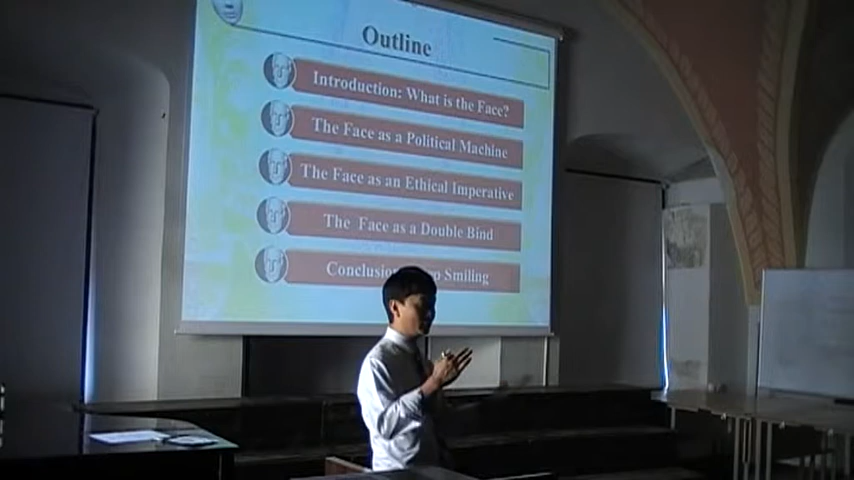 Outline
Introduction: What is the Face?
The Face as a Political Machine
The Face as an Ethical Imperative
The Face as a Double Bind
Smiling